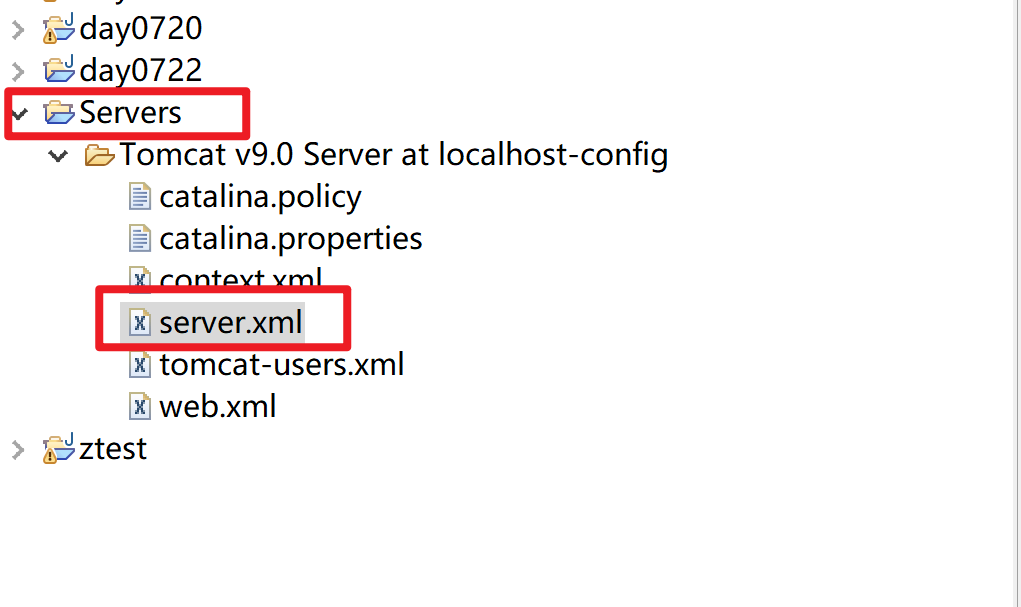 day0720
day0722
Servers
Tomcat v9.0 Server at localhost-config
catalina.policy
catalina.properties
context.xml
server.xml
tomcat-users.xml
web.xml
ztest